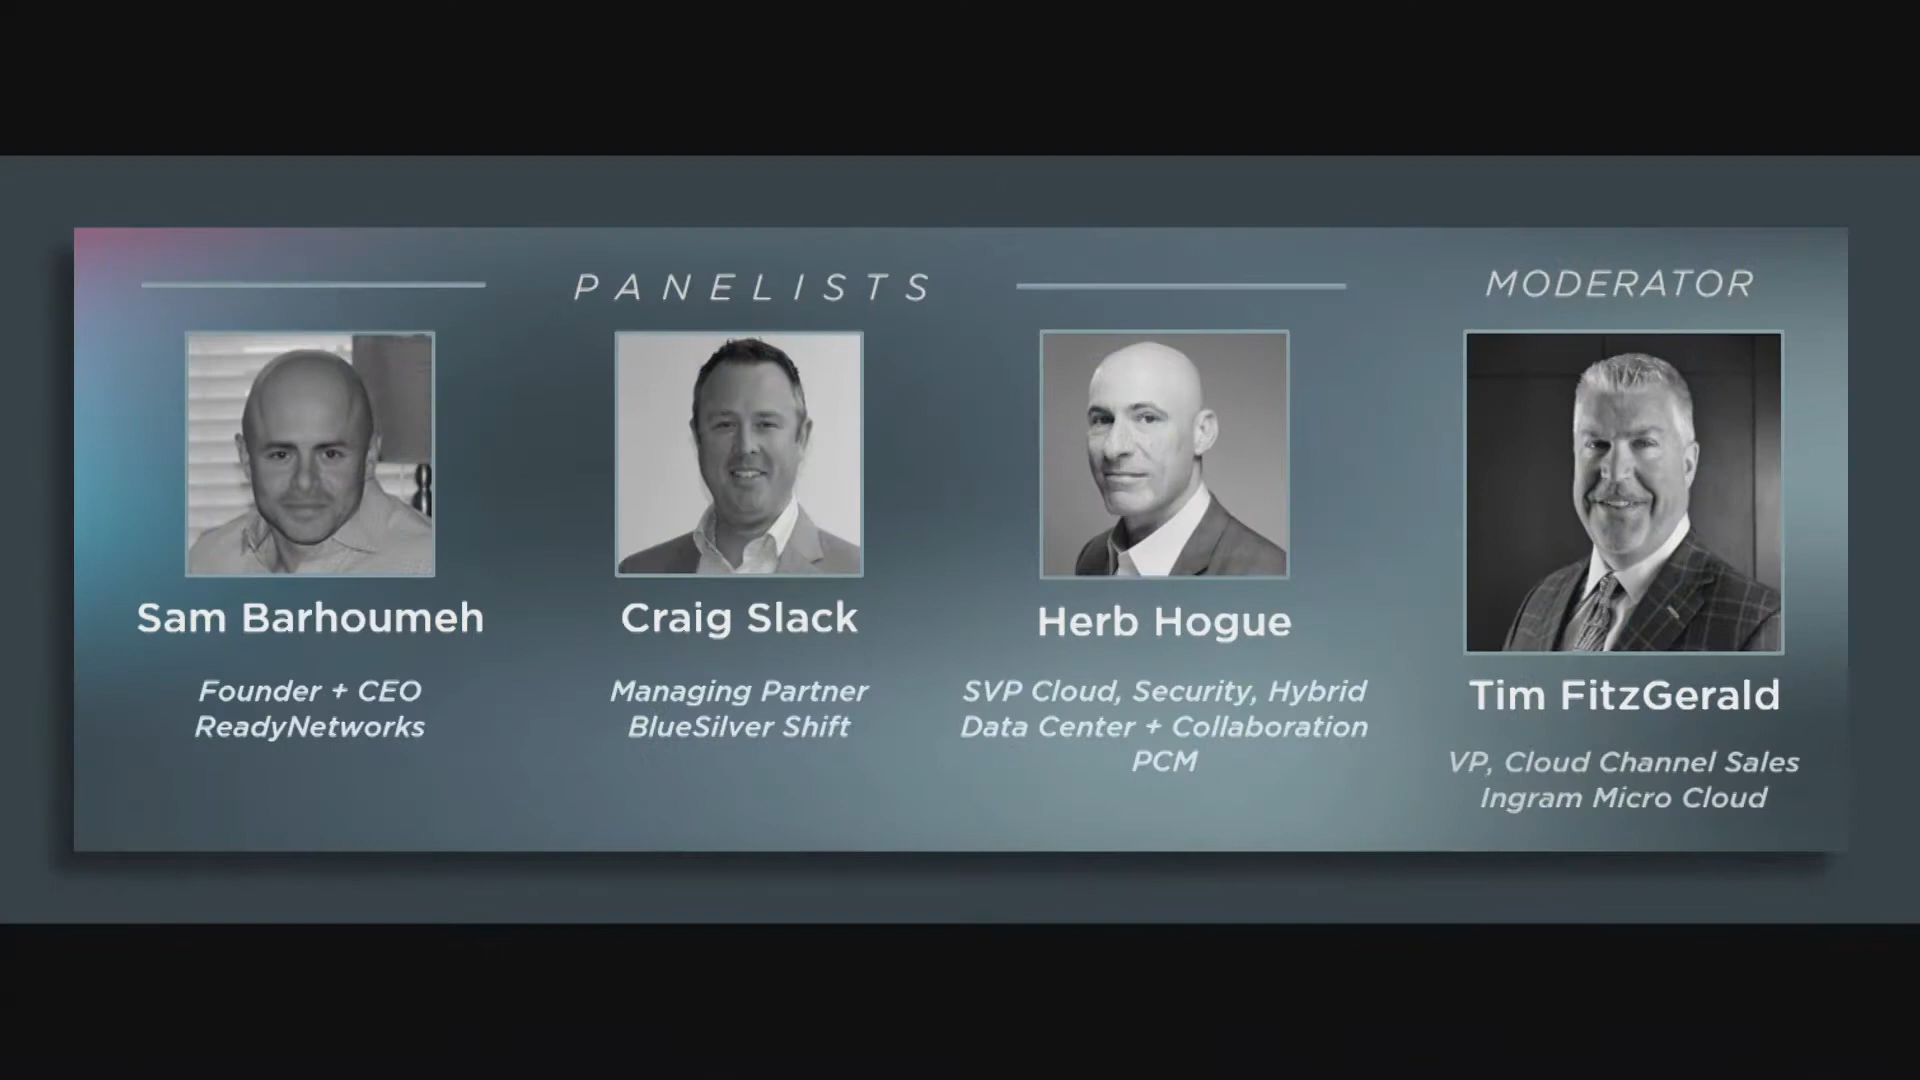 PANELISTS
MODERATOR
Sam Barhoumeh
Founder + CEO
ReadyNetworks
Craig Slack
Managing Partner
BlueSilver Shift
Herb Hogue
SVP Cloud, Security, Hybrid
Data Center + Collaboration
PCM
Tim FitzGerald
VP, Cloud Channel Sales
Ingram Micro Cloud